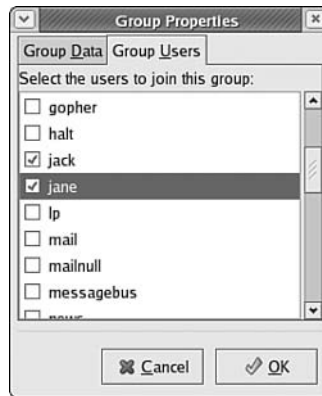 Group Properties
Group Data Group Users
Select the users to join this group:
gopher
halt
jack
jane
lp
mail
mailnull
messagebus
news
Cancel OK